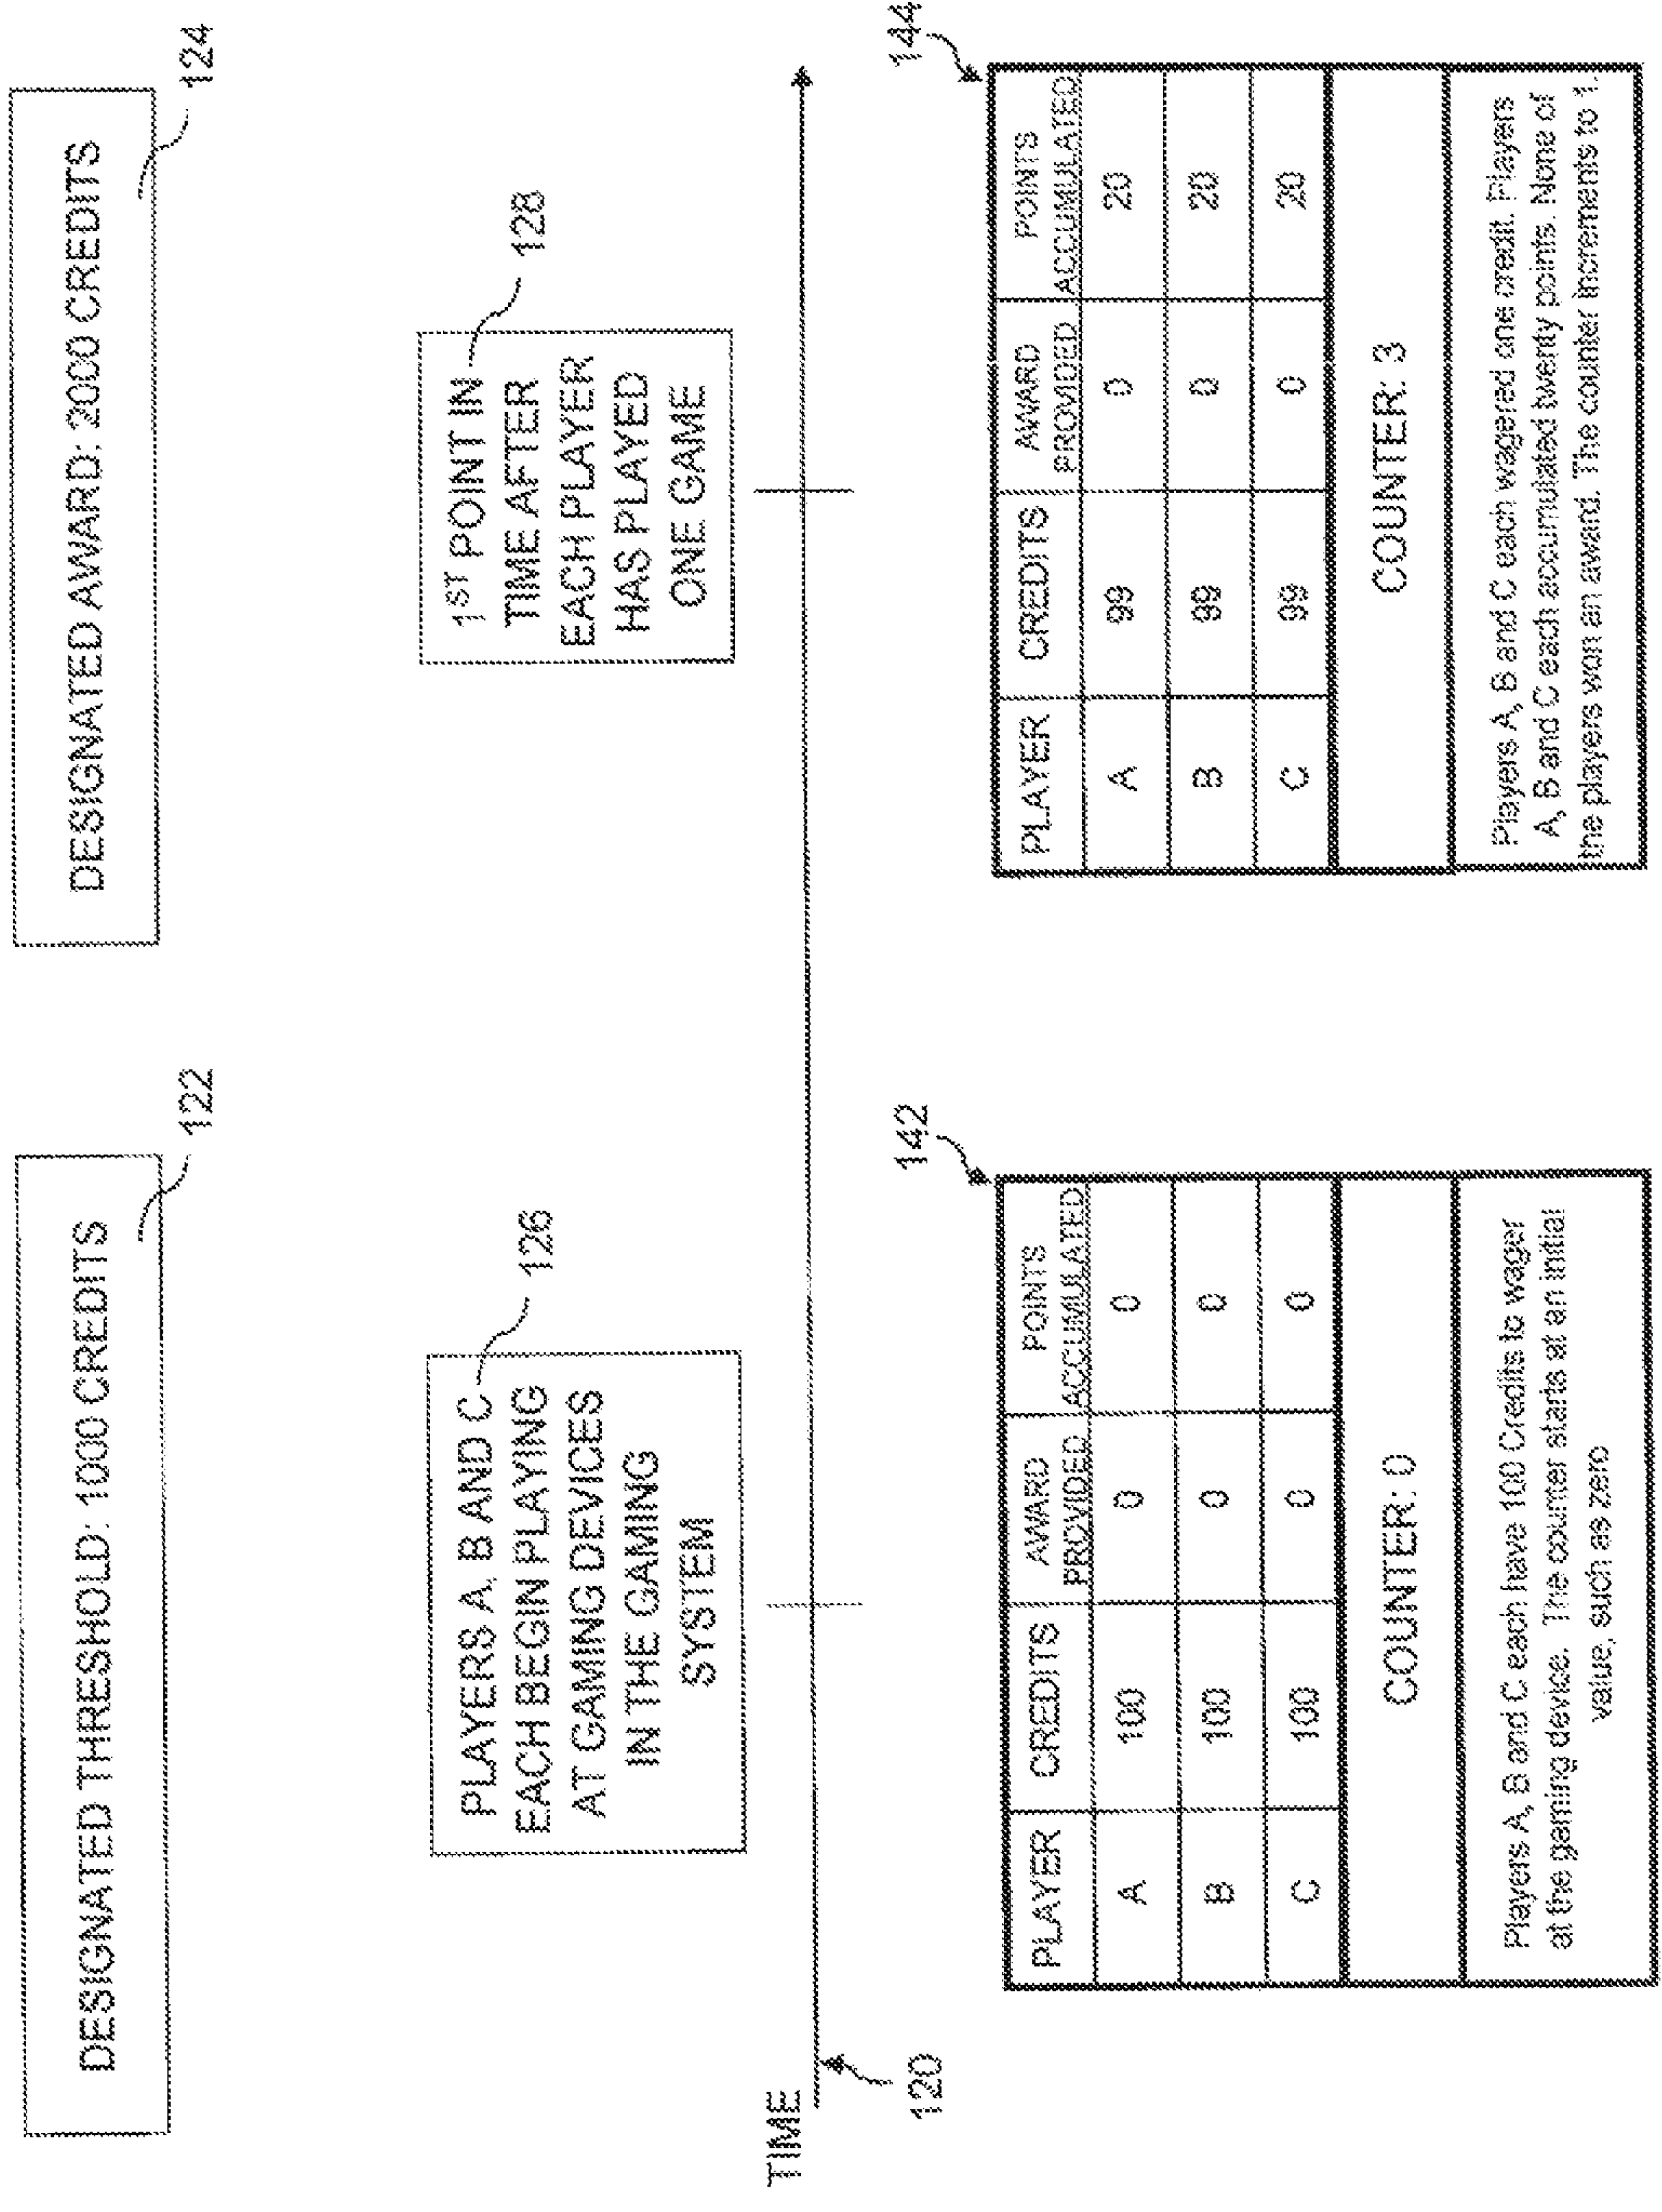 DESIGNATED THRESHOLD: 1000 CREDITS
122
DESIGNATED AWARD: 2000 CREDITS
124
PLAYERS A, B AND C
EACH BEGIN PLAYING
AT GAMING DEVICES
IN THE GAMING
SYSTEM
126
1ST POINT IN
TIME AFTER
EACH PLAYER
HAS PLAYED
ONE GAME
128
TIME
120
142
PLAYER CREDITS AWARD PROVIDED POINTS ACCUMULATED
A 100 0 0
B 100 0 0
C 100 0 0
COUNTER: 0
Players A, B and C each have 100 Credits to wager
at the gaming device. The counter starts at an initial
value, such as zero
144
PLAYER CREDITS AWARD PROVIDED POINTS ACCUMULATED
A 99 0 20
B 99 0 20
C 99 0 20
COUNTER: 3
Players A, B and C each wagered one credit. Players
A, B and C each accumulated twenty points. None of
the players won an award. The counter increments to 1.